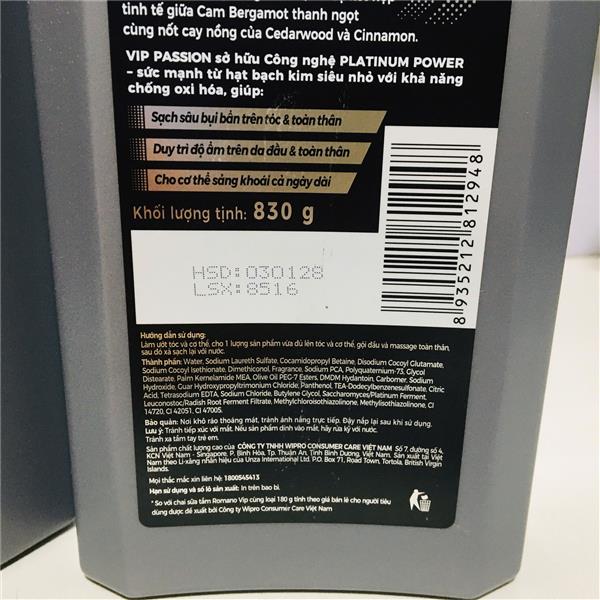 tinh tế giữa Cam Bergamot thanh ngọt
cùng nốt cay nồng của Cedarwood và Cinnamon.
VIP PASSION sở hữu Công nghệ PLATINUM POWER
– sức mạnh từ hạt bạch kim siêu nhỏ với khả năng
chống oxi hóa, giúp:
Sạch sâu bụi bẩn trên tóc & toàn thân
Duy trì độ ẩm trên da đầu & toàn thân
Cho cơ thể sảng khoái cả ngày dài
Khối lượng tịnh: 830 g
8935212812948
HSD:030128
LSX:8516
Hướng dẫn sử dụng:
Làm ướt tóc và cơ thể, cho 1 lượng sản phẩm vừa đủ lên tóc và cơ thể, gội đầu và massage toàn thân,
sau đó xả sạch lại với nước.
Thành phần: Water, Sodium Laureth Sulfate, Cocamidopropyl Betaine, Disodium Cocoyl Glutamate,
Sodium Cocoyl Isethionate, Dimethiconol, Fragrance, Sodium PCA, Polyquaternium-73, Glycol
Distearate, Palm Kernelamide MEA, Olive Oil PEG-7 Esters, DMDM Hydantoin, Carbomer, Sodium
Hydroxide, Guar Hydroxypropyltrimonium Chloride, Panthenol, TEA-Dodecylbenzenesulfonate, Citric
Acid, Tetrasodium EDTA, Sodium Chloride, Butylene Glycol, Saccharomyces/Platinum Ferment,
Leuconostoc/Radish Root Ferment Filtrate, Methylchloroisothiazolinone, Methylisothiazolinone, CI
14720, CI 42051, CI 47005.
Bảo quản: Nơi khô ráo thoáng mát, tránh ánh nắng trực tiếp. Đậy nắp lại sau khi sử dụng.
Lưu ý: Tránh tiếp xúc với mắt. Nếu sản phẩm dính vào mắt, hãy rửa kỹ với nước.
Tránh xa tầm tay trẻ em.
Sản phẩm chất lượng cao của CÔNG TY TNHH WIPRO CONSUMER CARE VIỆT NAM Số 7, đường số 4,
KCN Việt Nam - Singapore, P. Bình Hòa, Tp. Thuận An, Tỉnh Bình Dương, Việt Nam. Sản xuất tại Việt
Nam theo Li-xăng nhãn hiệu của Unza International Ltd. P.O. Box 71, Road Town, Tortola, British Virgin
Islands.
Mọi thắc mắc xin liên hệ: 1800545413
Hạn sử dụng và số lô sản xuất: In trên bao bì.
* So với chai sữa tắm Romano Vip cùng loại 180 g tính theo giá bán lẻ cho người tiêu
dùng được đề xuất bởi Công ty Wipro Consumer Care Việt Nam